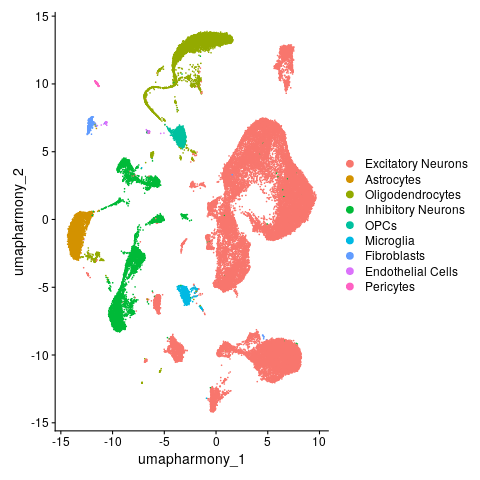 15
10
5
0
-5
-10
-15
umapharmony_2
-15
-10
-5
0
5
10
umapharmony_1
Excitatory Neurons
Astrocytes
Oligodendrocytes
Inhibitory Neurons
OPCs
Microglia
Fibroblasts
Endothelial Cells
Pericytes